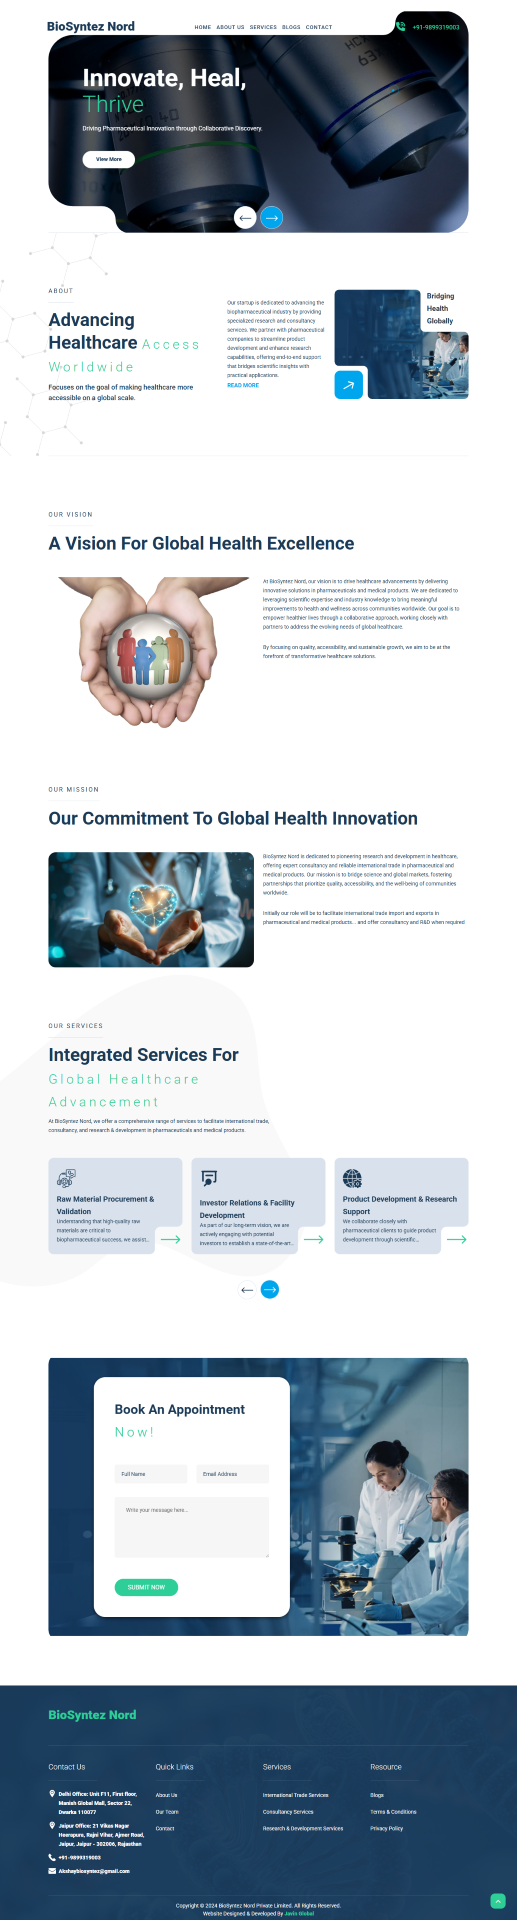 BioSyntez Nord
HOME ABOUT US SERVICES BLOGS CONTACT
+91-9899319003
Innovate, Heal,
Thrive
Driving Pharmaceutical Innovation through Collaborative Discovery.
View More
ABOUT
Advancing
Healthcare Access
Worldwide
Focuses on the goal of making healthcare more
accessible on a global scale.
Our startup is dedicated to advancing the
biopharmaceutical industry by providing
specialized research and consultancy
services. We partner with pharmaceutical
companies to streamline product
development and enhance research
capabilities, offering end-to-end support
that bridges scientific insights with
practical applications.
READ MORE
Bridging
Health
Globally
OUR VISION
A Vision For Global Health Excellence
At BioSyntez Nord, our vision is to drive healthcare advancements by delivering
innovative solutions in pharmaceuticals and medical products. We are dedicated to
leveraging scientific expertise and industry knowledge to bring meaningful
improvements to health and wellness across communities worldwide. Our goal is to
empower healthier lives through a collaborative approach, working closely with
partners to address the evolving needs of global healthcare.
By focusing on quality, accessibility, and sustainable growth, we aim to be at the
forefront of transformative healthcare solutions.
OUR MISSION
Our Commitment To Global Health Innovation
BioSyntez Nord is dedicated to pioneering research and development in healthcare,
offering expert consultancy and reliable international trade in pharmaceutical and
medical products. Our mission is to bridge science and global markets, fostering
partnerships that prioritize quality, accessibility, and the well-being of communities
worldwide.
Initially our role will be to facilitate international trade import and exports in
pharmaceutical and medical products... and offer consultancy and R&D when required
OUR SERVICES
Integrated Services For
Global Healthcare
Advancement
At BioSyntez Nord, we offer a comprehensive range of services to facilitate international trade,
consultancy, and research & development in pharmaceuticals and medical products.
Raw Material Procurement &
Validation
Understanding that high-quality raw
materials are critical to
biopharmaceutical success, we assist...
Investor Relations & Facility
Development
As part of our long-term vision, we are
actively engaging with potential
investors to establish a state-of-the-art...
Product Development & Research
Support
We collaborate closely with
pharmaceutical clients to guide product
development through scientific...
Book An Appointment
Now!
Full Name
Email Address
Write your message here...
SUBMIT NOW
BioSyntez Nord
Contact Us
Delhi Office: Unit F11, First floor,
Manish Global Mall, Sector 22,
Dwarka 110077
Jaipur Office: 21 Vikas Nagar
Heerapura, Rajni Vihar, Ajmer Road,
Jaipur, Jaipur - 302006, Rajasthan
+91-9899319003
Akshaybiosyntez@gmail.com
Quick Links
About Us
Our Team
Contact
Services
International Trade Services
Consultancy Services
Research & Development Services
Resource
Blogs
Terms & Conditions
Privacy Policy
Copyright © 2024 BioSyntez Nord Private Limited. All Rights Reserved.
Website Designed & Developed By Javin Global